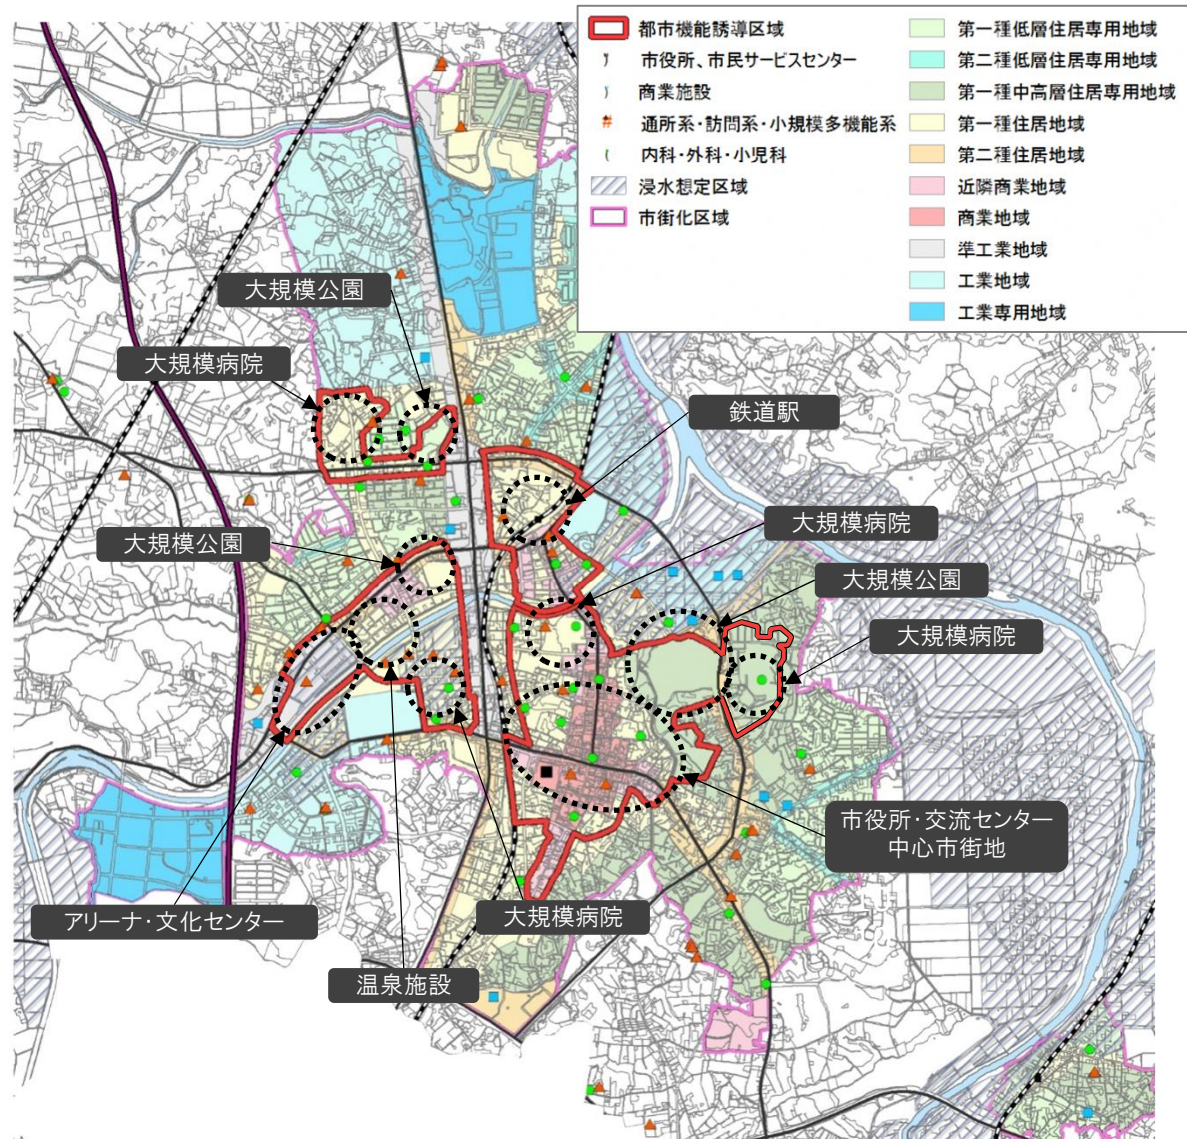 都市機能誘導区域
市役所、市民サービスセンター
商業施設
通所系・訪問系・小規模多機能系
内科・外科・小児科
浸水想定区域
市街化区域
第一種低層住居専用地域
第二種低層住居専用地域
第一種中高層住居専用地域
第一種住居地域
第二種住居地域
近隣商業地域
商業地域
準工業地域
工業地域
工業専用地域
大規模公園
大規模病院
鉄道駅
大規模病院
大規模公園
大規模公園
大規模病院
市役所・交流センター
中心市街地
アリーナ・文化センター
大規模病院
温泉施設